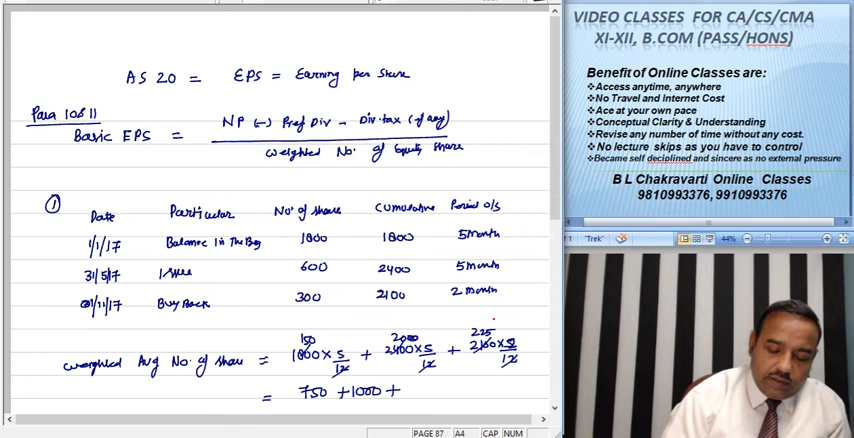 AS 20 = EPS = Earning per share
Para 10&11
Basic EPS = NP (-) Pref Div - Div. tax (if any)
weighted No. of Equity share
①
Date Particular No. of share Cumulative Period o/s
1/1/17 Balance in the Beg 1800 1800 5 month
31/5/17 Issue 600 2400 5 month
01/11/17 Buy Back 300 2100 2 month
150 2000 225
weighted Avg No. of share = 1800 × 5/12 + 2400 × 5/12 + 2100 ×
= 750 + 1000 +
PAGE 87 A4 CAP NUM
VIDEO CLASSES FOR CA/CS/CMA
XI-XII, B.COM (PASS/HONS)
Benefit of Online Classes are:
❖Access anytime, anywhere
❖No Travel and Internet Cost
❖Ace at your own pace
❖Conceptual Clarity & Understanding
❖Revise any number of time without any cost.
❖No lecture skips as you have to control
❖Became self deciplined and sincere as no external pressure
B L Chakravarti Online Classes
9810993376, 9910993376
of 1 "Trek" 44%